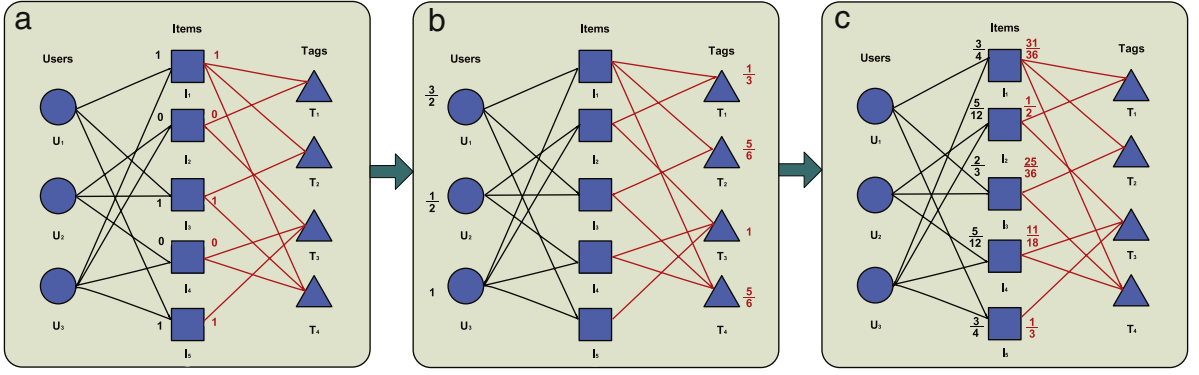 a
Items
Users
Tags
1 1
I1
T1
U1
0 0
I2
T2
U2
1 1
I3
T3
0 0
I4
U3
T4
1 1
I5
b
Items
Users
Tags
3/2
1/3
I1
T1
U1
I2
5/6
T2
1/2
U2
I3
1
T3
1
I4
5/6
U3
T4
I5
c
Items
Users
Tags
3/4 31/36
I1
T1
U1
5/12 1/2
I2
T2
2/3 25/36
U2
I3
T3
5/12 11/18
I4
U3
T4
3/4 1/3
I5